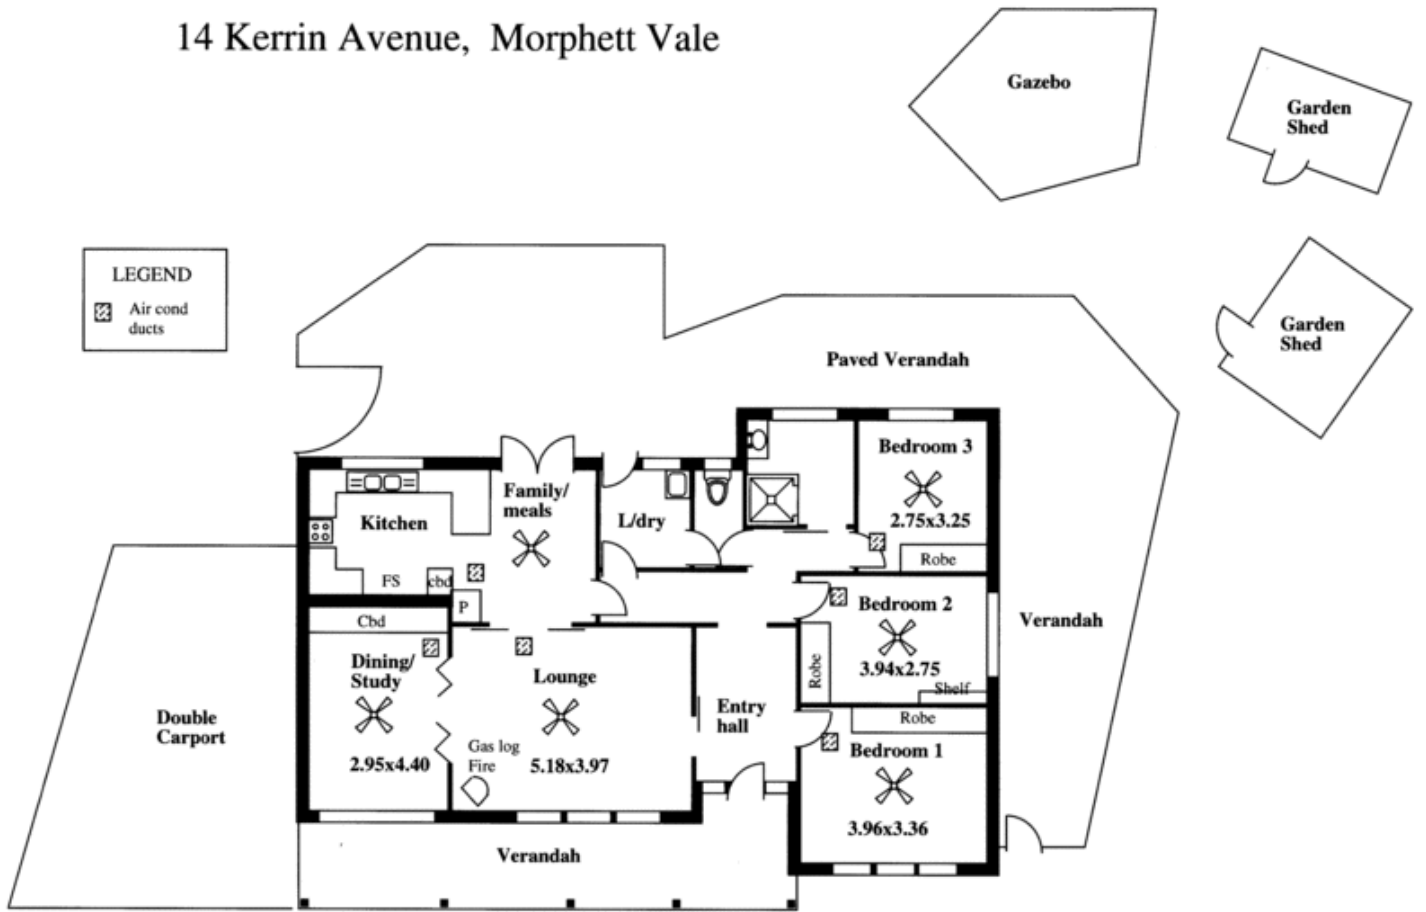 14 Kerrin Avenue, Morphett Vale
Gazebo
Garden
Shed
LEGEND
Air cond
ducts
Garden
Shed
Paved Verandah
Bedroom 3
2.75x3.25
Robe
Family/
meals
Kitchen
L/dry
FS
cbd
P
Cbd
Bedroom 2
3.94x2.75
Robe
Shelf
Verandah
Dining/
Study
2.95x4.40
Lounge
5.18x3.97
Gas log
Fire
Entry
hall
Robe
Bedroom 1
3.96x3.36
Double
Carport
Verandah